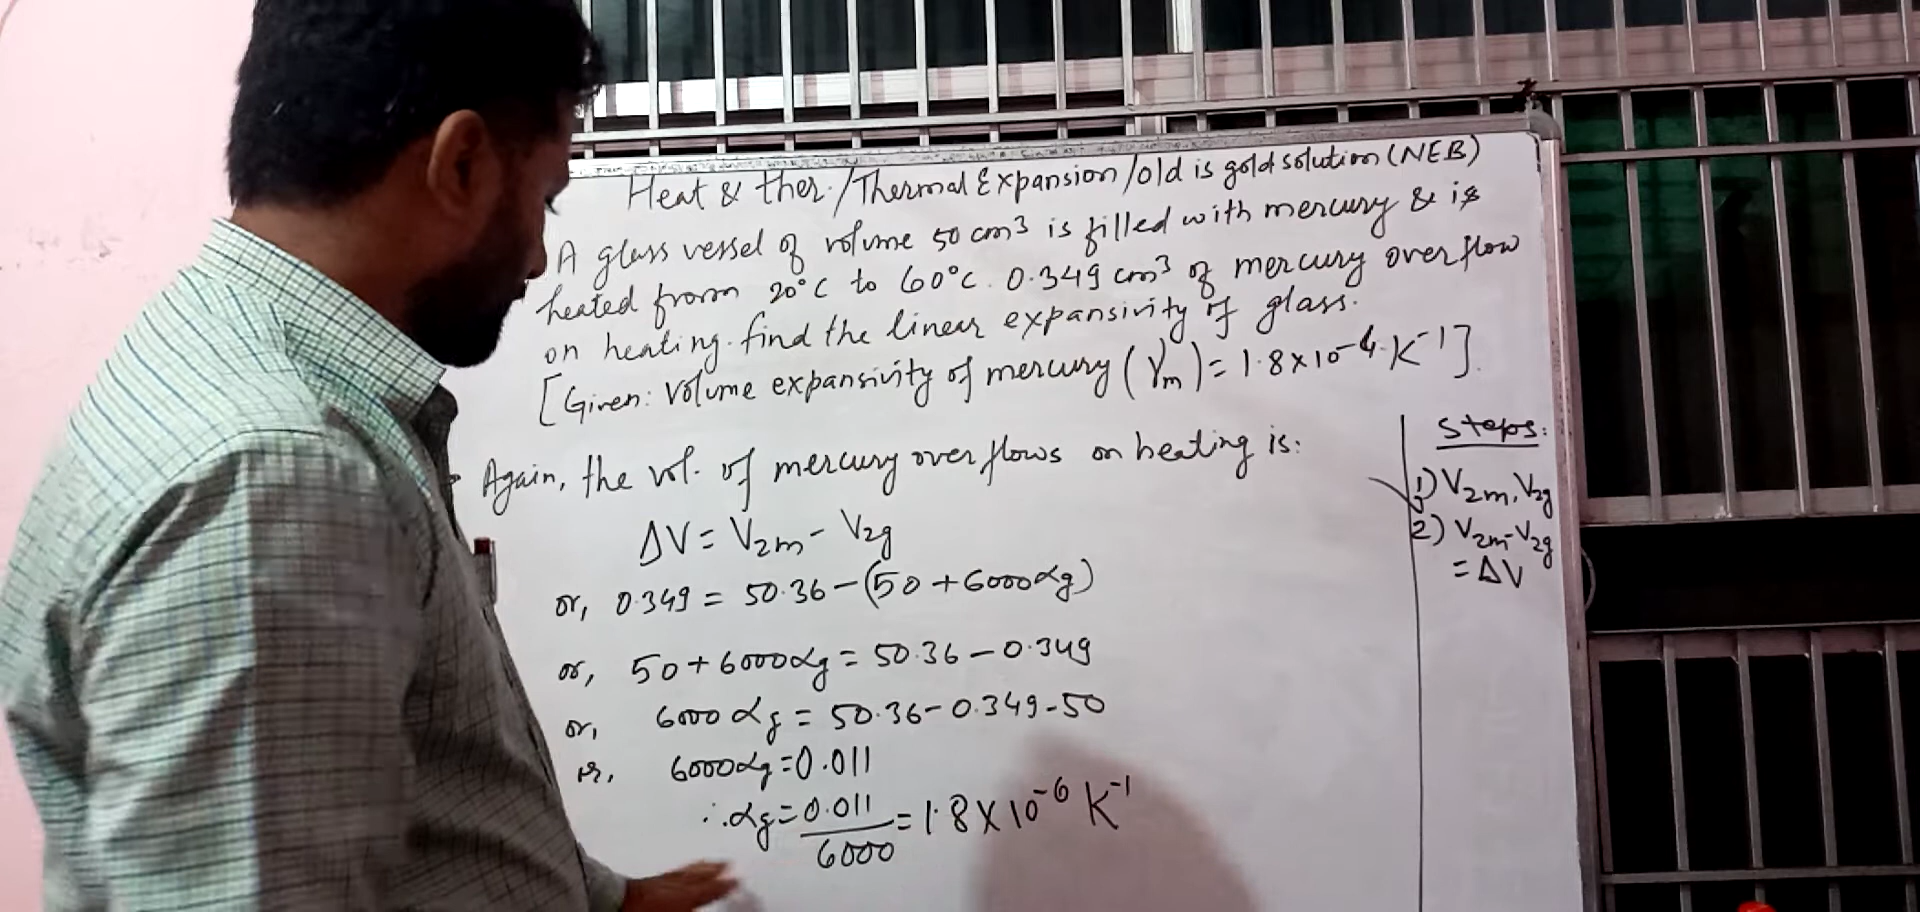 Heat & ther./Thermal Expansion/old is gold solution (NEB)
A glass vessel of volume 50 cm³ is filled with mercury & is
heated from 20°C to 60°C. 0.349 cm³ of mercury overflow
on heating. find the linear expansivity of glass.
[Given: Volume expansivity of mercury (γm) = 1.8×10⁻⁴ K⁻¹].
Again, the vol. of mercury overflows on heating is:
ΔV = V2m - V2g
or, 0.349 = 50.36 - (50 + 6000αg)
or, 50 + 6000αg = 50.36 - 0.349
or, 6000αg = 50.36 - 0.349 - 50
or, 6000αg = 0.011
∴ αg = 0.011/6000 = 1.8 × 10⁻⁶ K⁻¹
Steps:
1) V2m, V2g
2) V2m - V2g
= ΔV